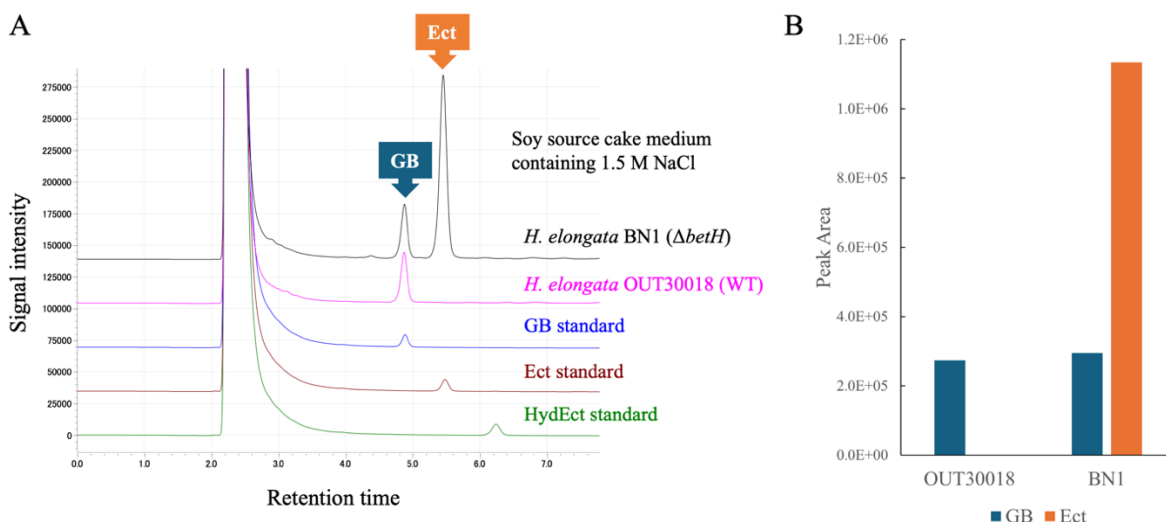 A
Ect
GB
Soy source cake medium
containing 1.5 M NaCl
H. elongata BN1 (ΔbetH)
H. elongata OUT30018 (WT)
GB standard
Ect standard
HydEct standard
Signal intensity
275000
250000
225000
200000
175000
150000
125000
100000
75000
50000
25000
0
0.0 1.0 2.0 3.0 4.0 5.0 6.0 7.0
Retention time
B
Peak Area
1.2E+06
1.0E+06
8.0E+05
6.0E+05
4.0E+05
2.0E+05
0.0E+00
OUT30018 BN1
GB Ect